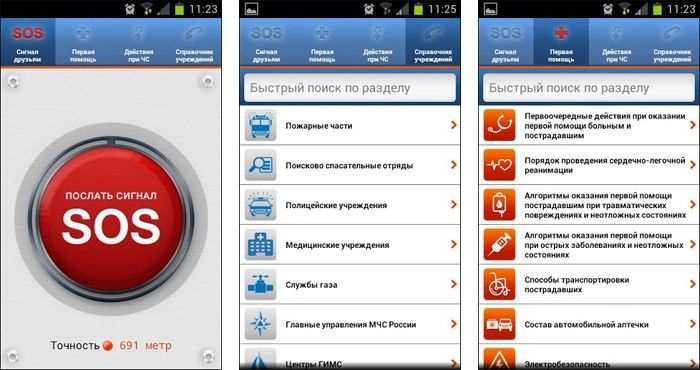 11:23
SOS
Сигнал
друзьям
Первая
помощь
Действия
при ЧС
Справочник
учреждений
ПОСЛАТЬ СИГНАЛ
SOS
Точность 691 метр
11:25
SOS
Сигнал
друзьям
Первая
помощь
Действия
при ЧС
Справочник
учреждений
Быстрый поиск по разделу
Пожарные части
Поисково спасательные отряды
Полицейские учреждения
Медицинские учреждения
Службы газа
Главные управления МЧС России
Центры ГИМС
11:23
SOS
Сигнал
друзьям
Первая
помощь
Действия
при ЧС
Справочник
учреждений
Быстрый поиск по разделу
Первоочередные действия при оказании
первой помощи больным и
пострадавшим
Порядок проведения сердечно-легочной
реанимации
Алгоритмы оказания первой помощи
пострадавшим при травматических
повреждениях и неотложных состояниях
Алгоритмы оказания первой помощи
при острых заболеваниях и неотложных
состояниях
Способы транспортировки
пострадавших
Состав автомобильной аптечки
Электробезопасность